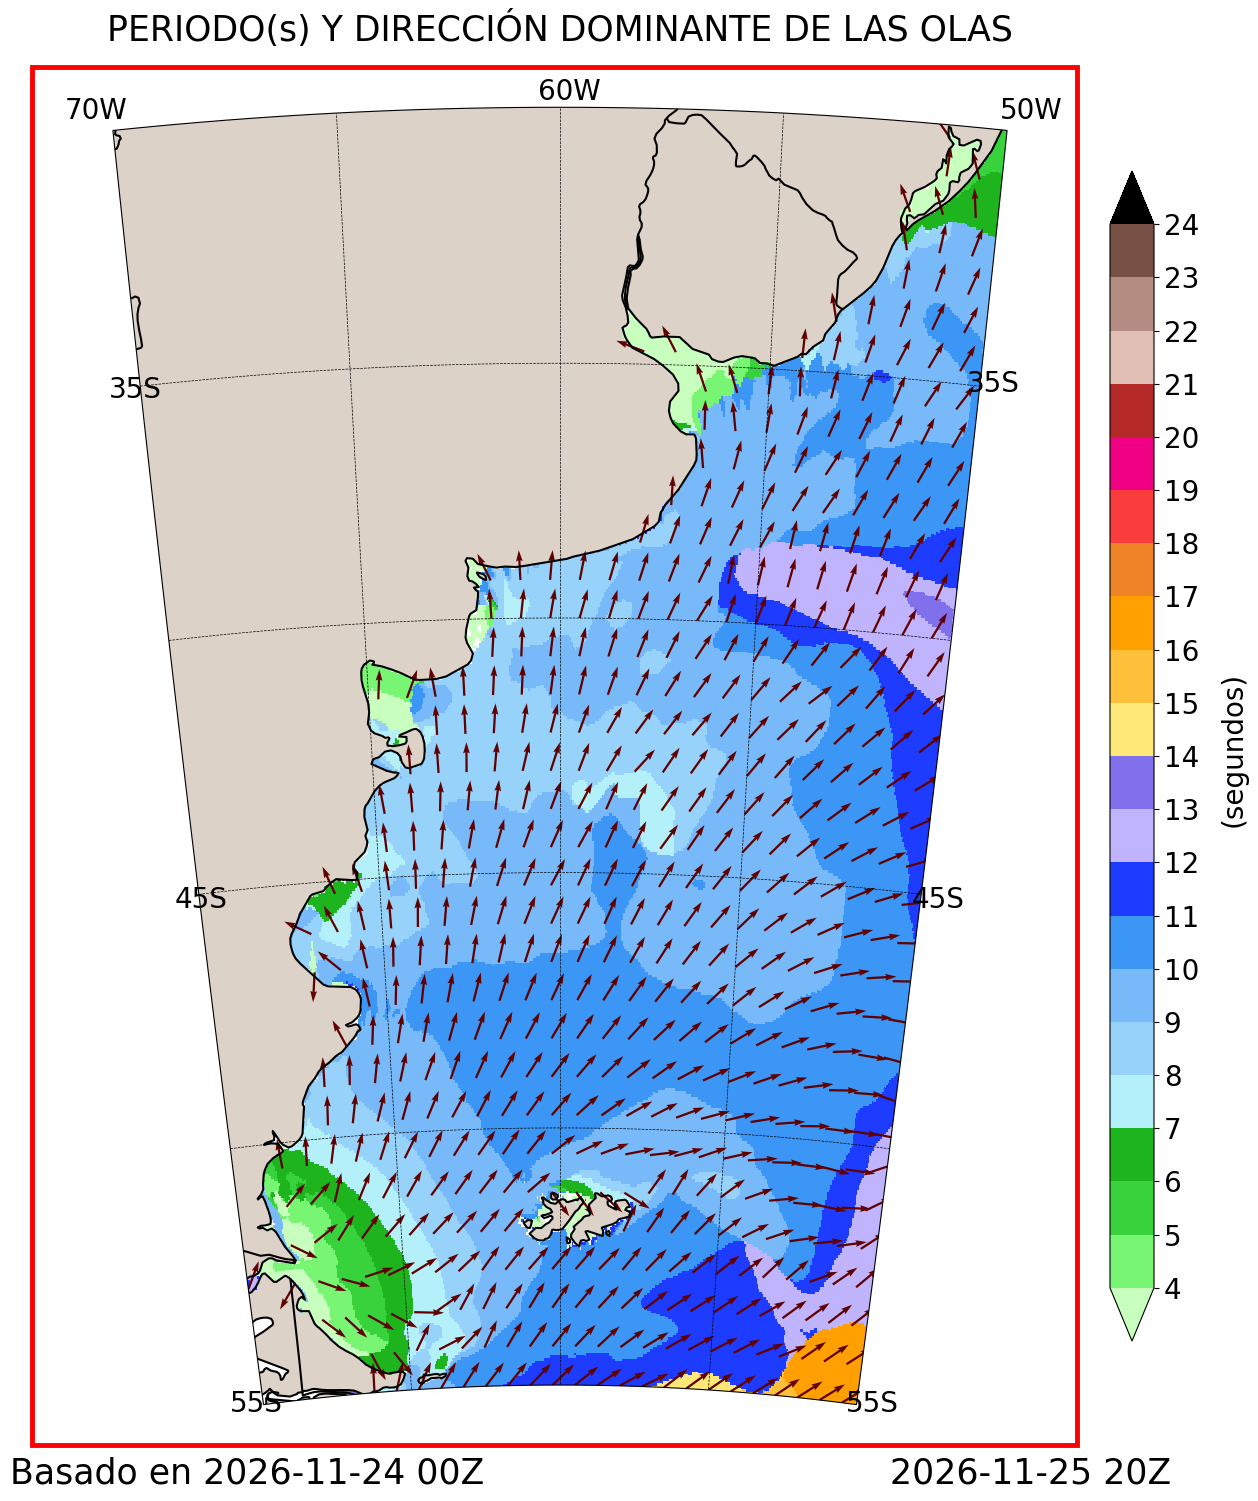 PERIODO(s) Y DIRECCIÓN DOMINANTE DE LAS OLAS
70W
60W
50W
35S
35S
45S
45S
55S
55S
24
23
22
21
20
19
18
17
16
15
14
13
12
11
10
9
8
7
6
5
4
(segundos)
Basado en 2026-11-24 00Z
2026-11-25 20Z